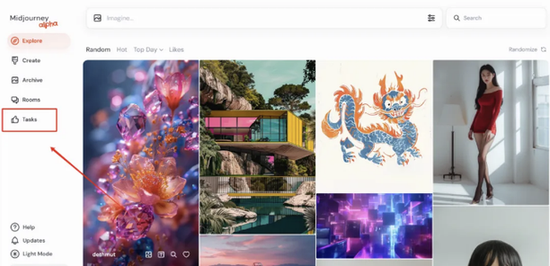 Midjourney
alpha
Imagine...
Search
Explore
Create
Archive
Rooms
Tasks
Random Hot Top Day Likes
Randomize
Help
Updates
Light Mode